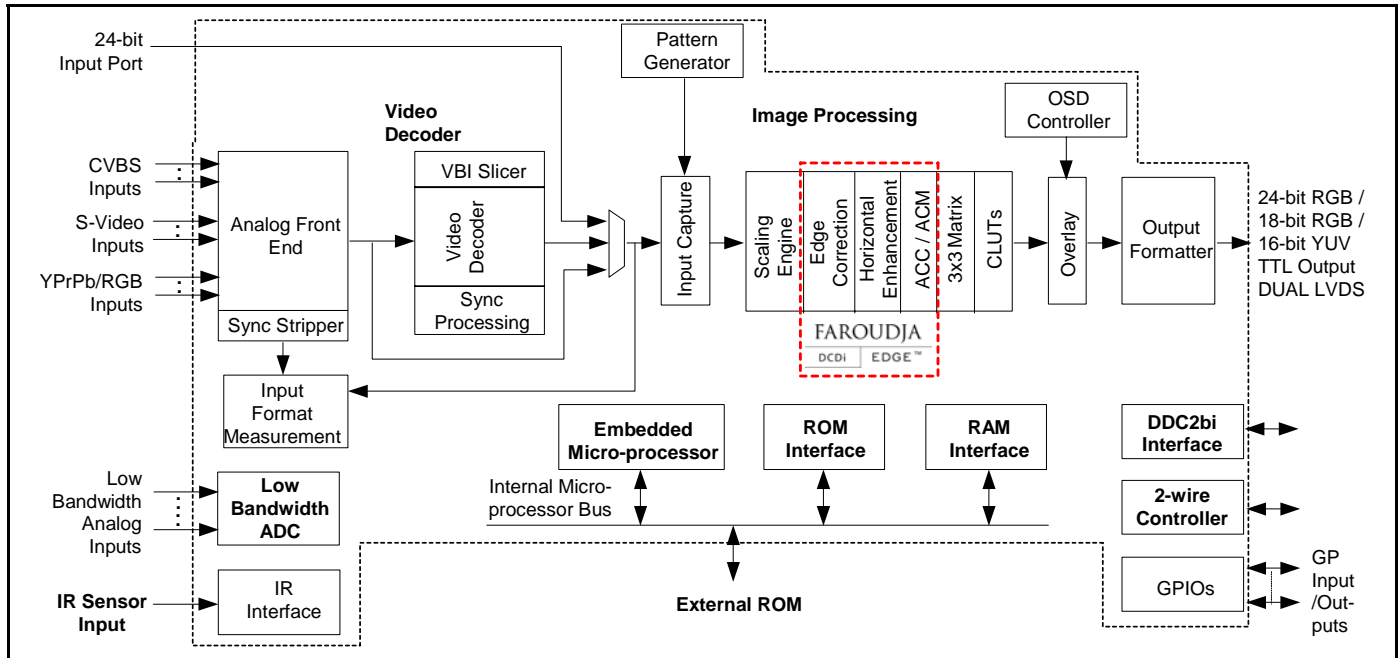 24-bit
Input Port
Pattern
Generator
OSD
Controller
Video
Decoder
Image Processing
CVBS
Inputs
S-Video
Inputs
YPrPb/RGB
Inputs
Analog Front
End
Sync Stripper
VBI Slicer
Video
Decoder
Sync
Processing
Input Capture
Scaling
Engine
Edge
Correction
Horizontal
Enhancement
ACC / ACM
3x3 Matrix
CLUTs
Overlay
Output
Formatter
24-bit RGB /
18-bit RGB /
16-bit YUV
TTL Output
DUAL LVDS
FAROUDJA
DCDi EDGE™
Input
Format
Measurement
Embedded
Micro-processor
ROM
Interface
RAM
Interface
DDC2bi
Interface
Low
Bandwidth
Analog
Inputs
Low
Bandwidth
ADC
Internal Micro-
processor Bus
2-wire
Controller
IR Sensor
Input
IR
Interface
External ROM
GPIOs
GP
Input
/Out-
puts